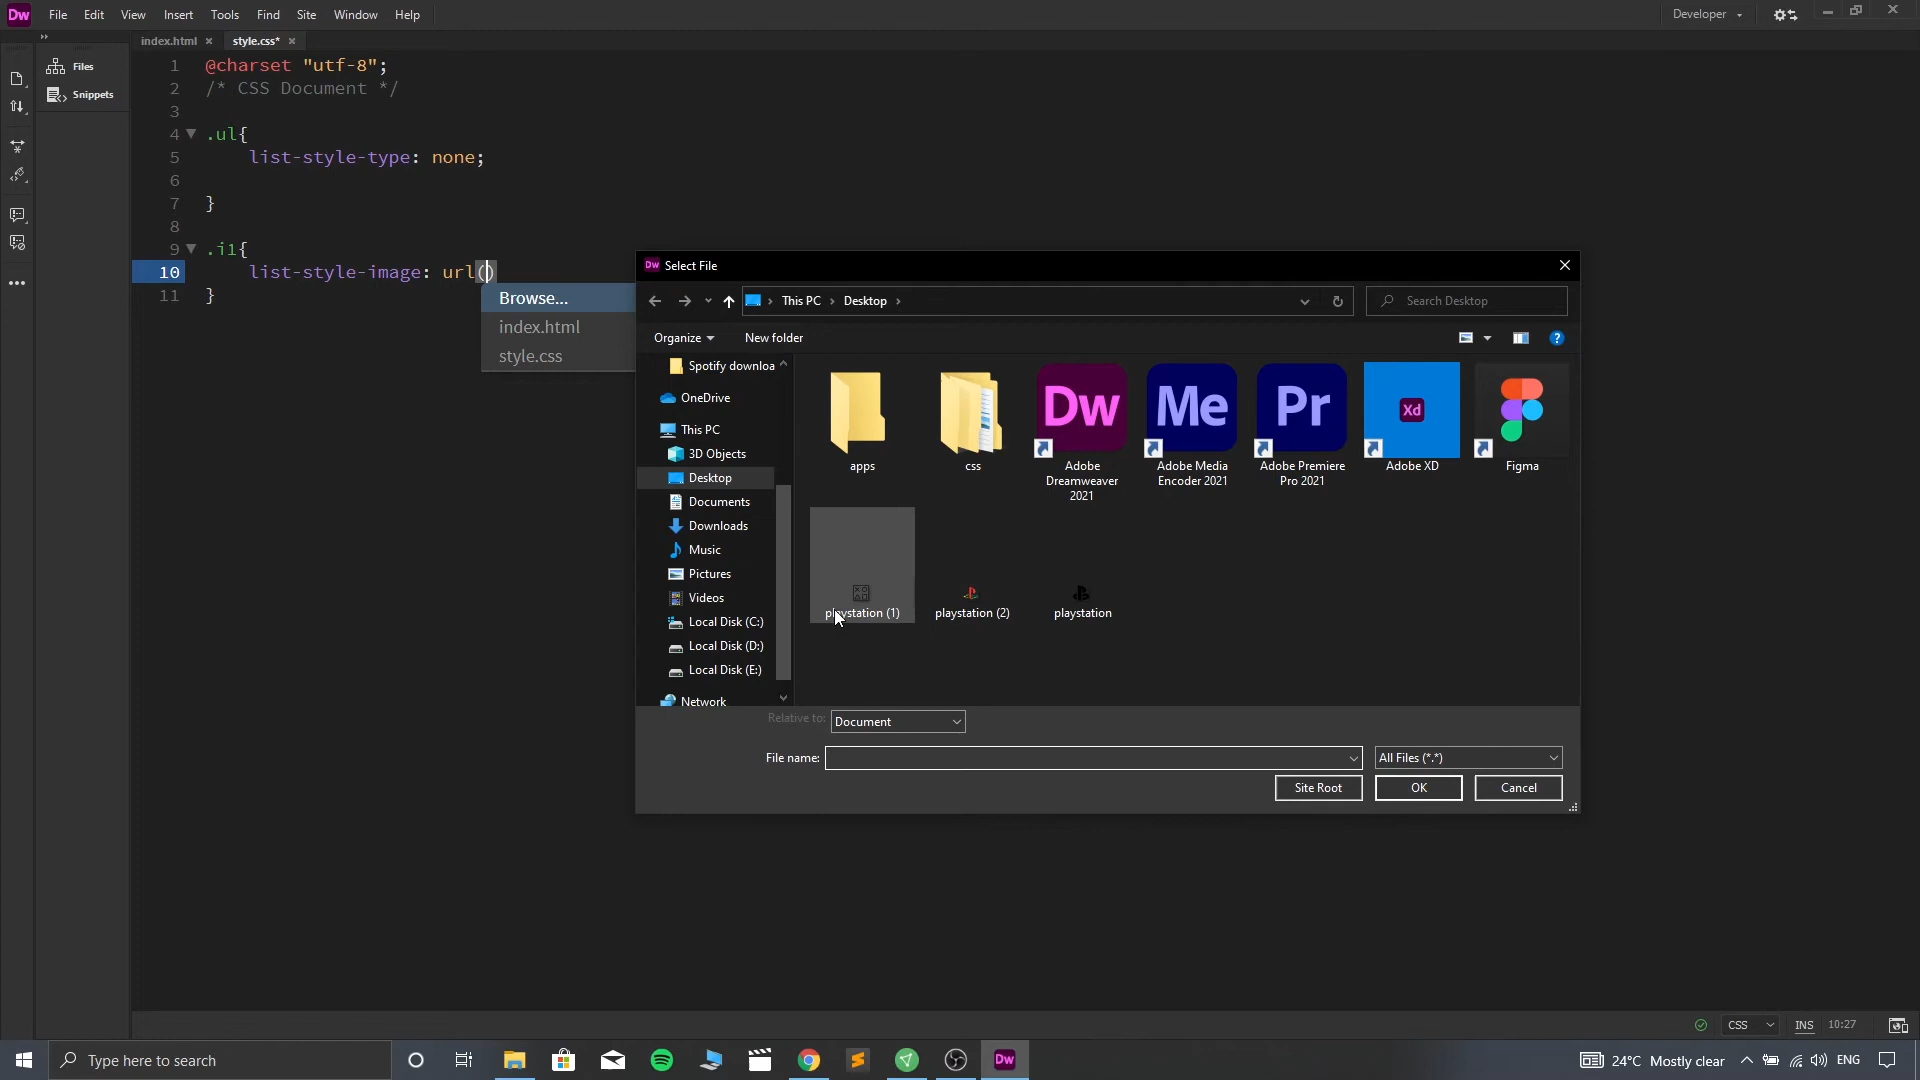 Dw File Edit View Insert Tools Find Site Window Help Developer
index.html × style.css* ×
Files
Snippets
1 @charset "utf-8";
2 /* CSS Document */
3
4 .ul{
5 list-style-type: none;
6
7 }
8
9 .i1{
10 list-style-image: url()
11 }
Browse...
index.html
style.css
Dw Select File
This PC › Desktop ›
Search Desktop
Organize New folder
Spotify downloa
OneDrive
This PC
3D Objects
Desktop
Documents
Downloads
Music
Pictures
Videos
Local Disk (C:)
Local Disk (D:)
Local Disk (E:)
Network
Dw Me Pr Xd
apps css Adobe Dreamweaver 2021 Adobe Media Encoder 2021 Adobe Premiere Pro 2021 Adobe XD Figma
playstation (1) playstation (2) playstation
Relative to: Document
File name: All Files (*.*)
Site Root OK Cancel
CSS INS 10:27
Type here to search Dw 24°C Mostly clear ENG